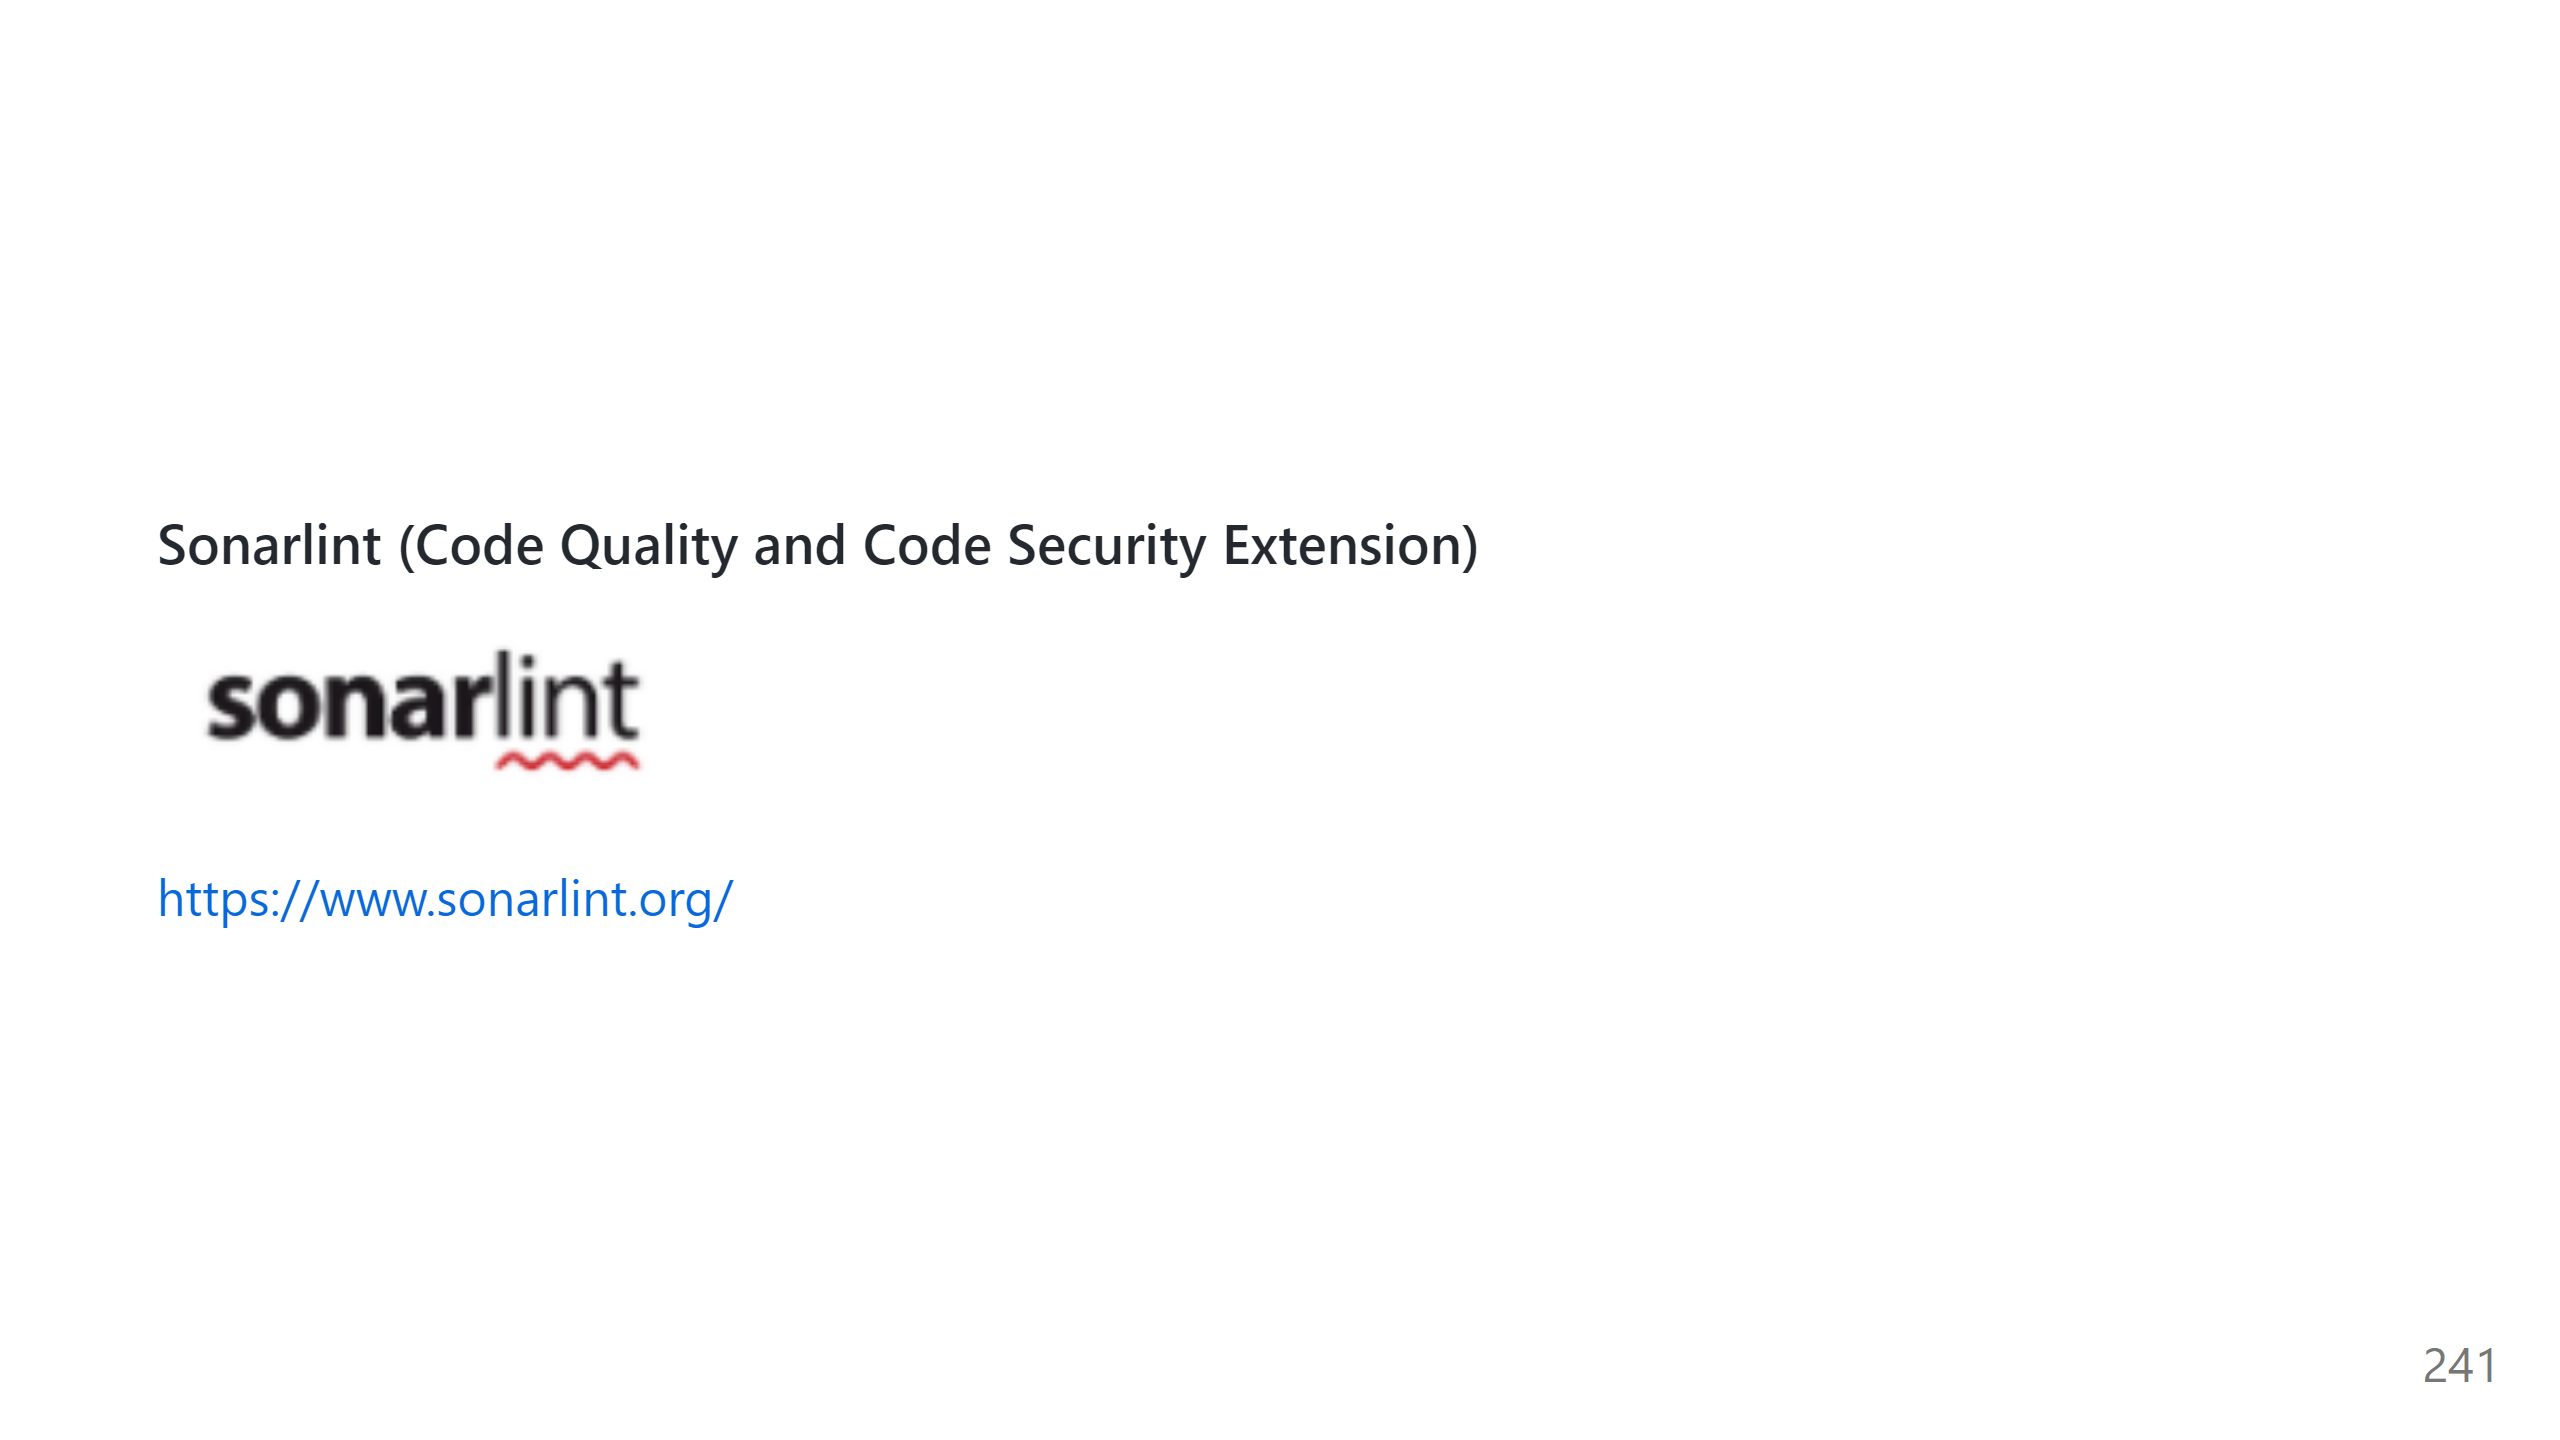 Sonarlint (Code Quality and Code Security Extension)
sonarlint
https://www.sonarlint.org/
241